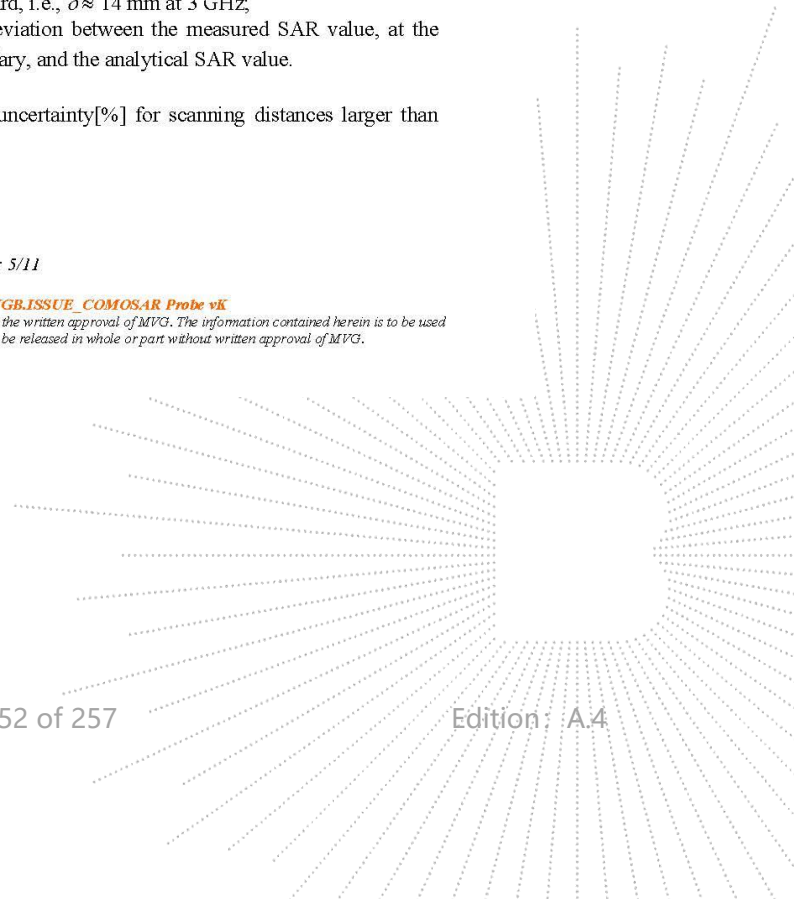 rd, i.e., δ≈ 14 mm at 3 GHz;
eviation between the measured SAR value, at the
ary, and the analytical SAR value.
uncertainty[%] for scanning distances larger than
: 5/11
GB.ISSUE_COMOSAR Probe vK
the written approval of MVG. The information contained herein is to be used
be released in whole or part without written approval of MVG.
52 of 257
Edition：A.4